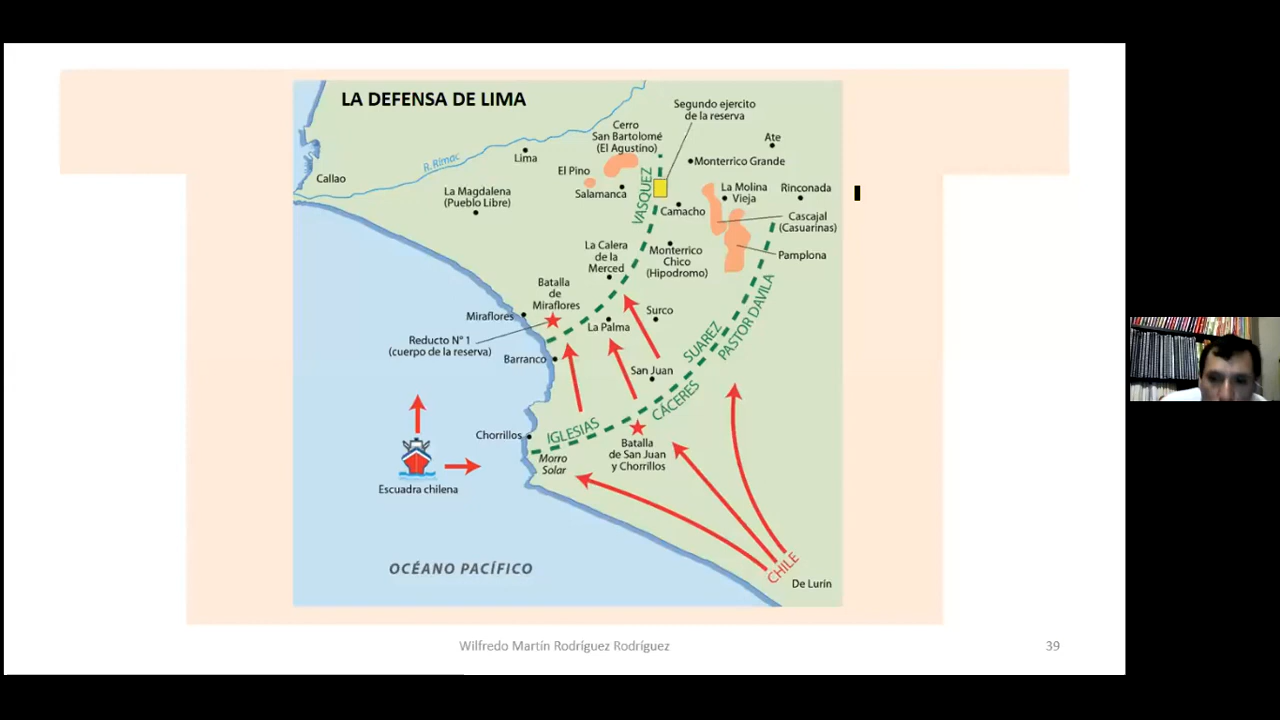 LA DEFENSA DE LIMA
Segundo ejercito
de la reserva
Cerro
San Bartolomé
(El Agustino)
Ate
Lima
R. Rímac
Monterrico Grande
El Pino
Callao
La Magdalena
(Pueblo Libre)
Salamanca
VASQUEZ
La Molina
Vieja
Rinconada
Camacho
Cascajal
(Casuarinas)
La Calera
de la
Merced
Monterrico
Chico
(Hipodromo)
Pamplona
Batalla
de
Miraflores
Miraflores
La Palma
Surco
Reducto N° 1
(cuerpo de la reserva)
Barranco
SUAREZ
PASTOR DAVILA
San Juan
CÁCERES
IGLESIAS
Chorrillos
Morro
Solar
Batalla
de San Juan
y Chorrillos
Escuadra chilena
OCÉANO PACÍFICO
CHILE
De Lurín
Wilfredo Martín Rodríguez Rodríguez
39